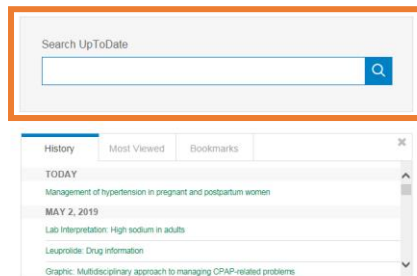 Search UpToDate
History Most Viewed Bookmarks
TODAY
Management of hypertension in pregnant and postpartum women
MAY 2, 2019
Lab Interpretation: High sodium in adults
Leuprolide: Drug information
Graphic: Multidisciplinary approach to managing CPAP-related problems